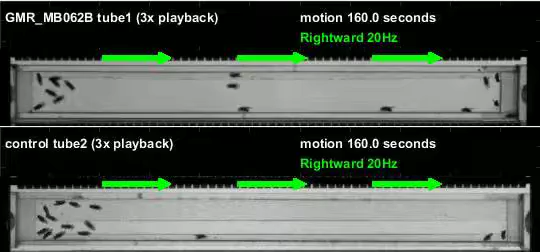 GMR_MB062B tube1 (3x playback)
motion 160.0 seconds
Rightward 20Hz
control tube2 (3x playback)
motion 160.0 seconds
Rightward 20Hz